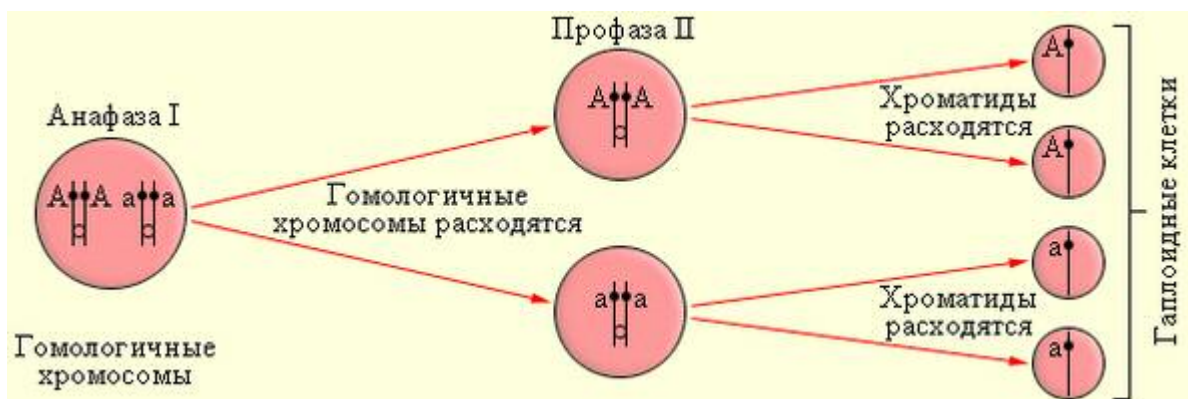 Анафаза I
A A a a
Гомологичные
хромосомы
Гомологичные
хромосомы расходятся
Профаза II
A A
a a
Хроматиды
расходятся
Хроматиды
расходятся
A
A
a
a
Гаплоидные клетки